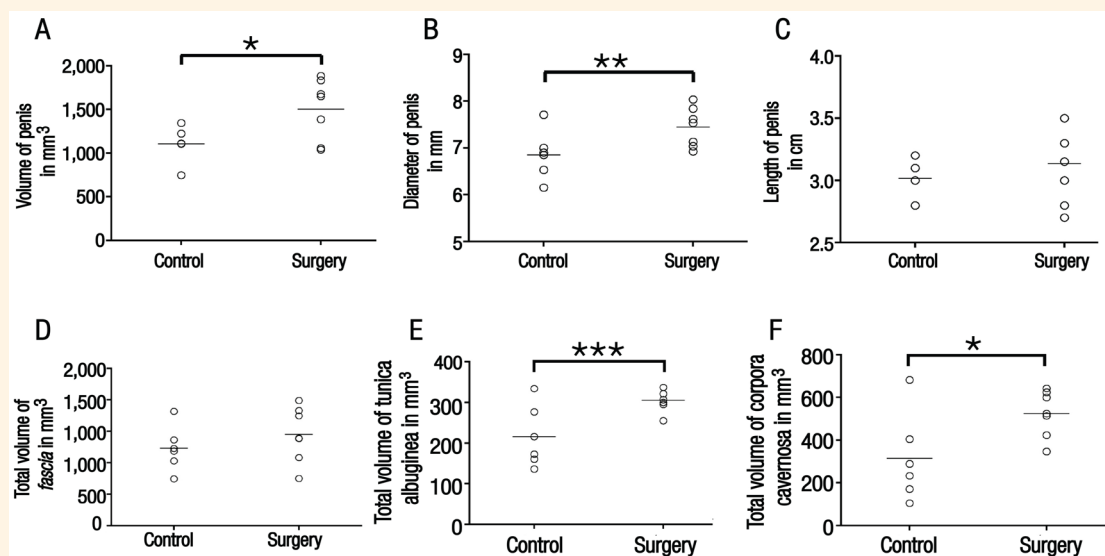 A
Volume of penis
in mm³
2,000
1,500
1,000
500
0
*
Control Surgery
B
Diameter of penis
in mm
9
8
7
6
5
**
Control Surgery
C
Length of penis
in cm
4.0
3.5
3.0
2.5
Control Surgery
D
Total volume of
fascia in mm³
2,000
1,500
1,000
1,000
500
0
Control Surgery
E
Total volume of tunica
albuginea in mm³
400
300
200
100
0
***
Control Surgery
F
Total volume of corpora
cavernosa in mm³
800
600
400
200
0
*
Control Surgery